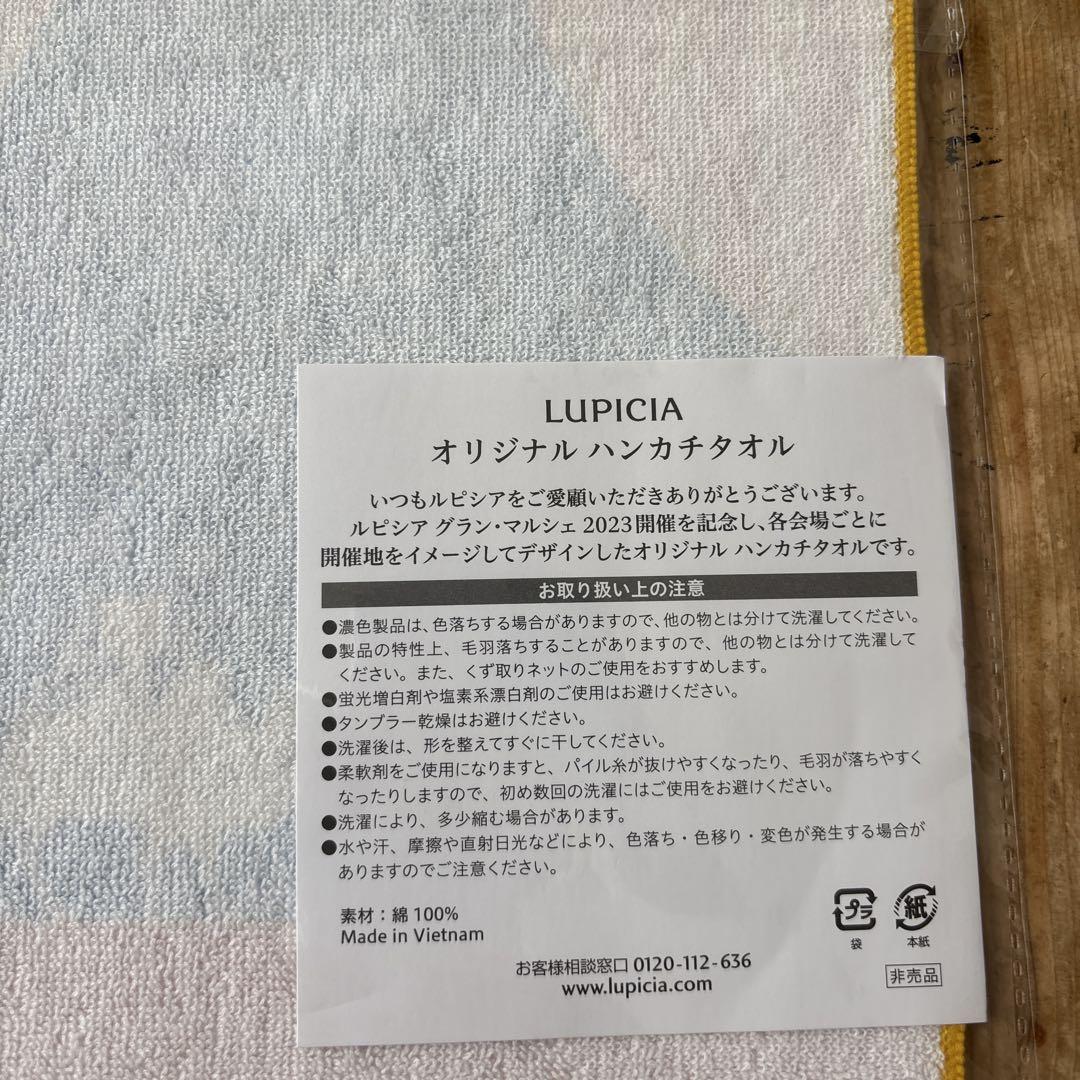 LUPICIA
オリジナル ハンカチタオル
いつもルピシアをご愛顧いただきありがとうございます。
ルピシア グラン・マルシェ 2023開催を記念し、各会場ごとに
開催地をイメージしてデザインしたオリジナル ハンカチタオルです。
お取り扱い上の注意
●濃色製品は、色落ちする場合がありますので、他の物とは分けて洗濯してください。
●製品の特性上、毛羽落ちすることがありますので、他の物とは分けて洗濯して
ください。また、くず取りネットのご使用をおすすめします。
●蛍光増白剤や塩素系漂白剤のご使用はお避けください。
●タンブラー乾燥はお避けください。
●洗濯後は、形を整えてすぐに干してください。
●柔軟剤をご使用になりますと、パイル糸が抜けやすくなったり、毛羽が落ちやすく
なったりしますので、初め数回の洗濯にはご使用をお避けください。
●洗濯により、多少縮む場合があります。
●水や汗、摩擦や直射日光などにより、色落ち・色移り・変色が発生する場合が
ありますのでご注意ください。
素材：綿 100%
Made in Vietnam
プラ
袋
紙
本紙
お客様相談窓口 0120-112-636
www.lupicia.com
非売品